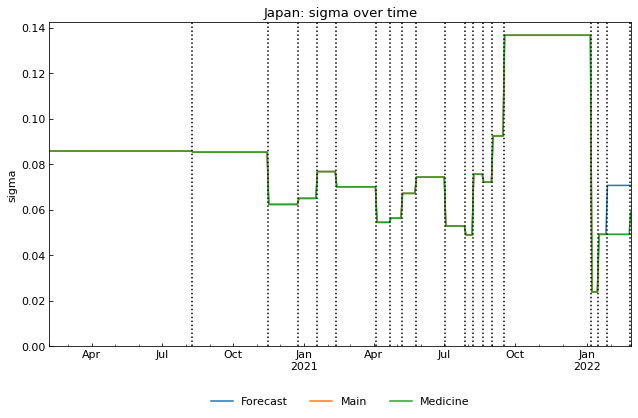 Japan: sigma over time
sigma
0.14
0.12
0.10
0.08
0.06
0.04
0.02
0.00
Apr Jul Oct Jan Apr Jul Oct Jan
2021 2022
Forecast Main Medicine